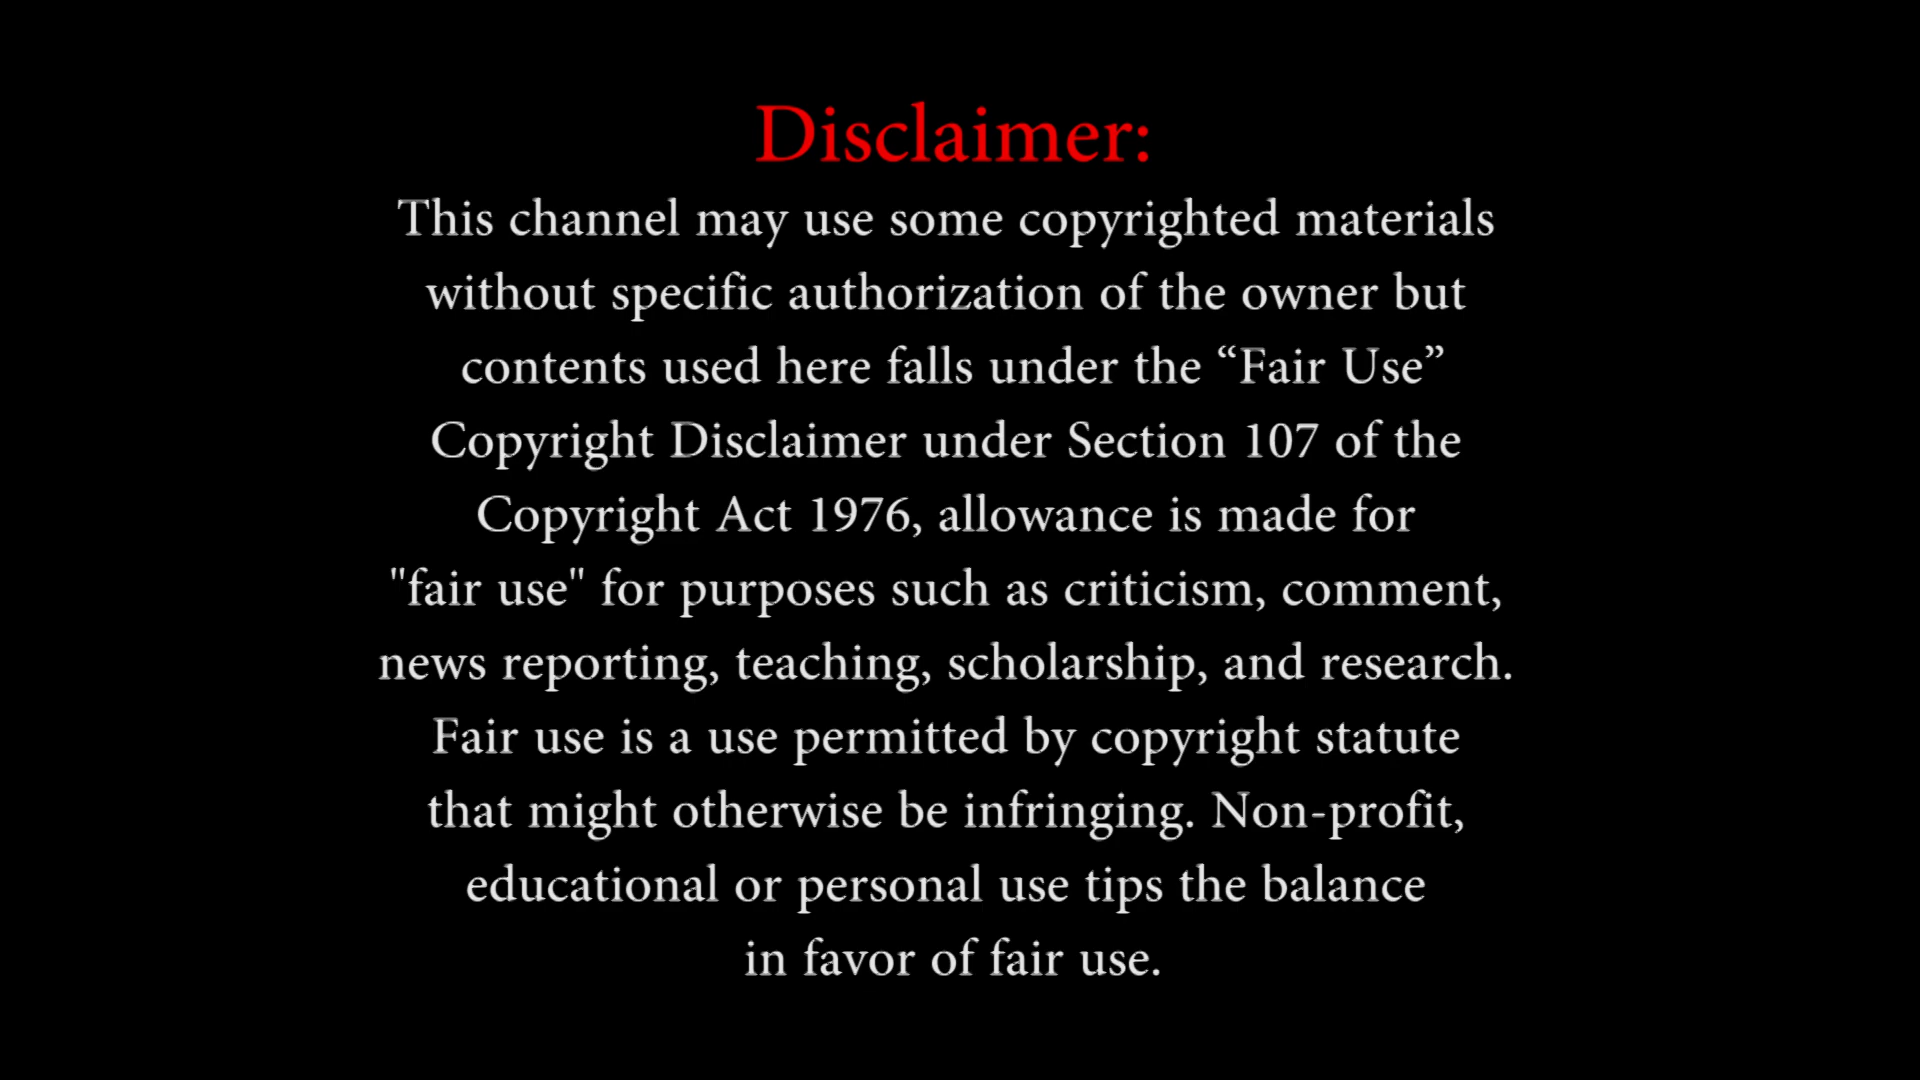 Disclaimer:
This channel may use some copyrighted materials
without specific authorization of the owner but
contents used here falls under the “Fair Use”
Copyright Disclaimer under Section 107 of the
Copyright Act 1976, allowance is made for
"fair use" for purposes such as criticism, comment,
news reporting, teaching, scholarship, and research.
Fair use is a use permitted by copyright statute
that might otherwise be infringing. Non-profit,
educational or personal use tips the balance
in favor of fair use.